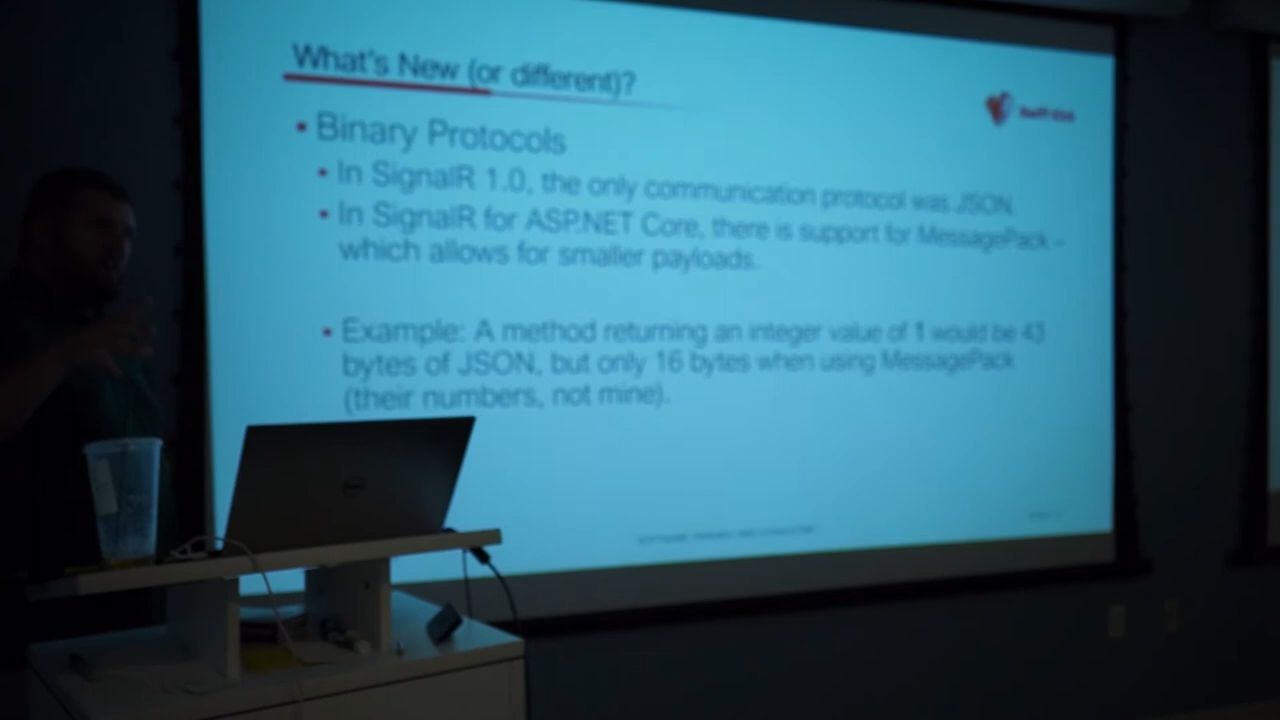 What's New (or different)?
• Binary Protocols
• In SignalR 1.0, the only communication protocol was JSON.
• In SignalR for ASP.NET Core, there is support for MessagePack –
which allows for smaller payloads.
• Example: A method returning an integer value of 1 would be 43
bytes of JSON, but only 16 bytes when using MessagePack
(their numbers, not mine).
DELL